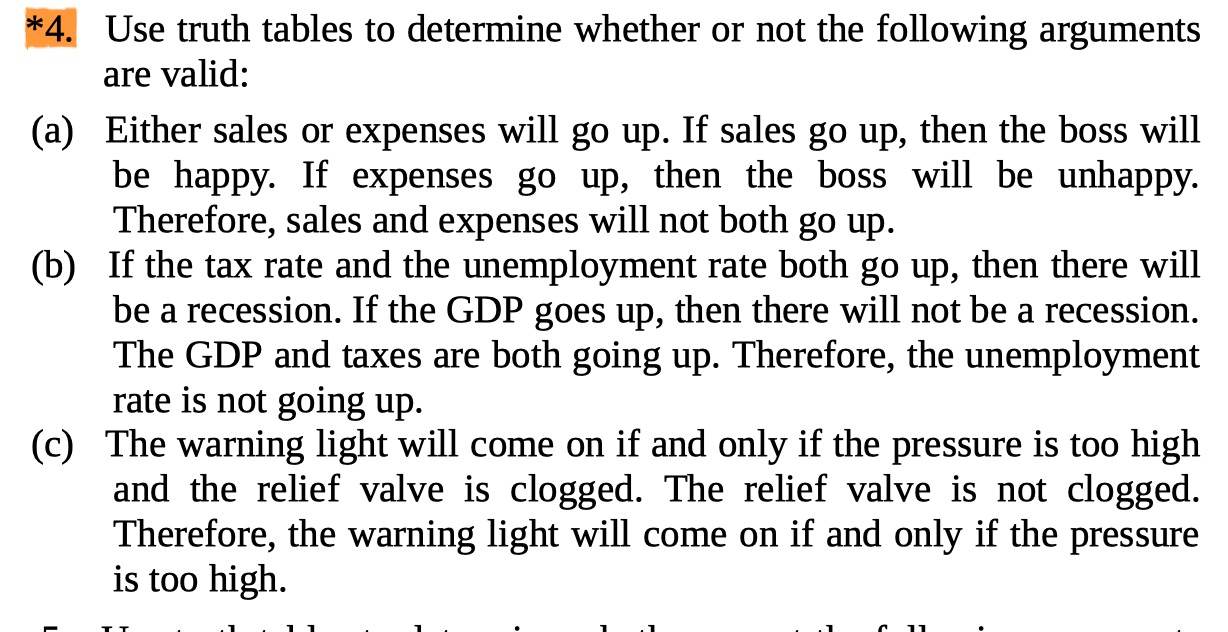 *4. Use truth tables to determine whether or not the following arguments
are valid:
(a) Either sales or expenses will go up. If sales go up, then the boss will
be happy. If expenses go up, then the boss will be unhappy.
Therefore, sales and expenses will not both go up.
(b) If the tax rate and the unemployment rate both go up, then there will
be a recession. If the GDP goes up, then there will not be a recession.
The GDP and taxes are both going up. Therefore, the unemployment
rate is not going up.
(c) The warning light will come on if and only if the pressure is too high
and the relief valve is clogged. The relief valve is not clogged.
Therefore, the warning light will come on if and only if the pressure
is too high.